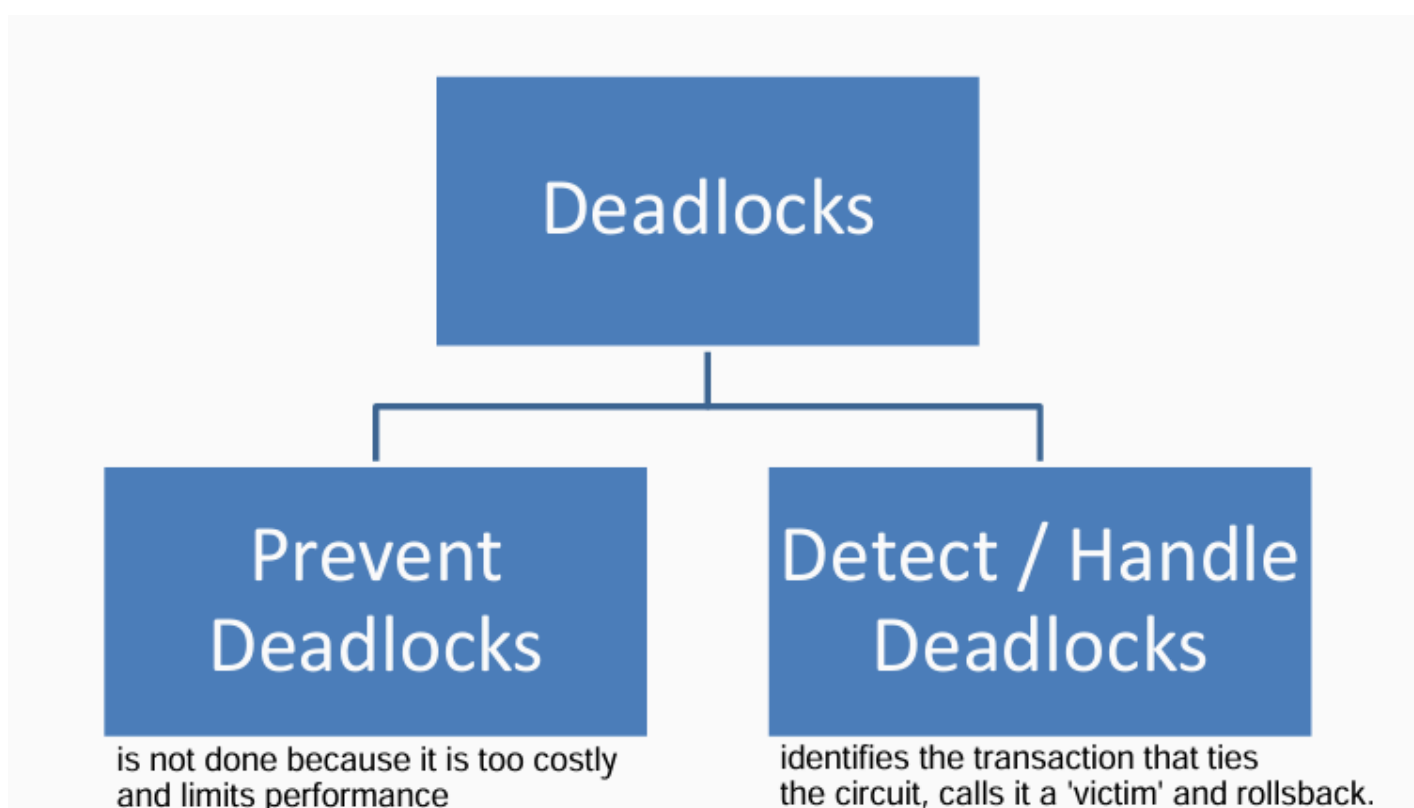 Deadlocks
Prevent
Deadlocks
is not done because it is too costly
and limits performance
Detect / Handle
Deadlocks
identifies the transaction that ties
the circuit, calls it a 'victim' and rollsback.